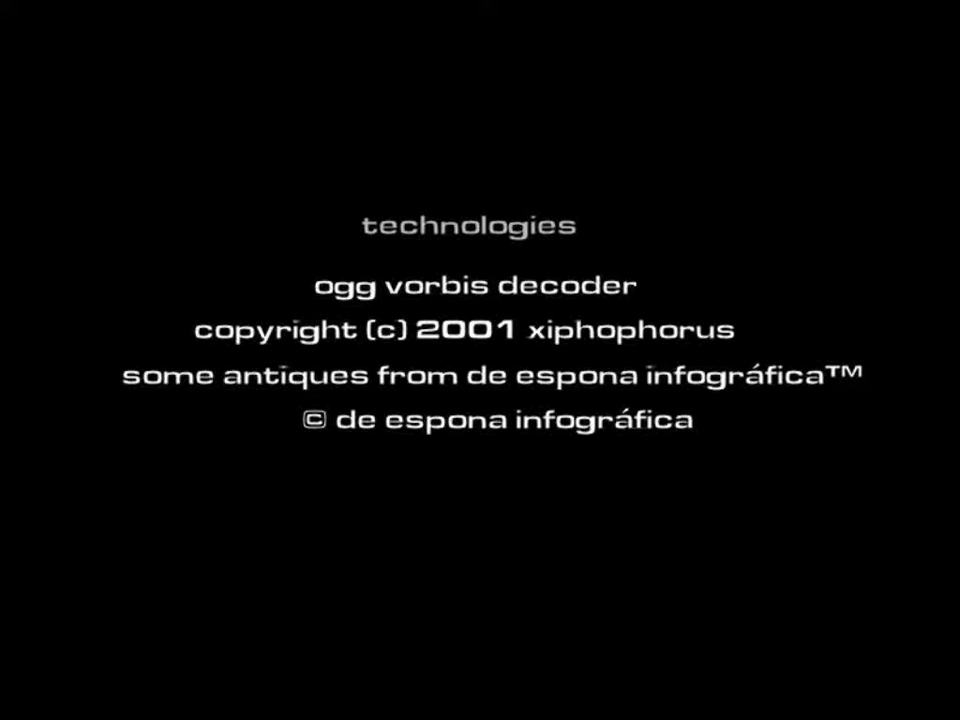 technologies
ogg vorbis decoder
copyright (c) 2001 xiphophorus
some antiques from de espona infográfica™
© de espona infográfica